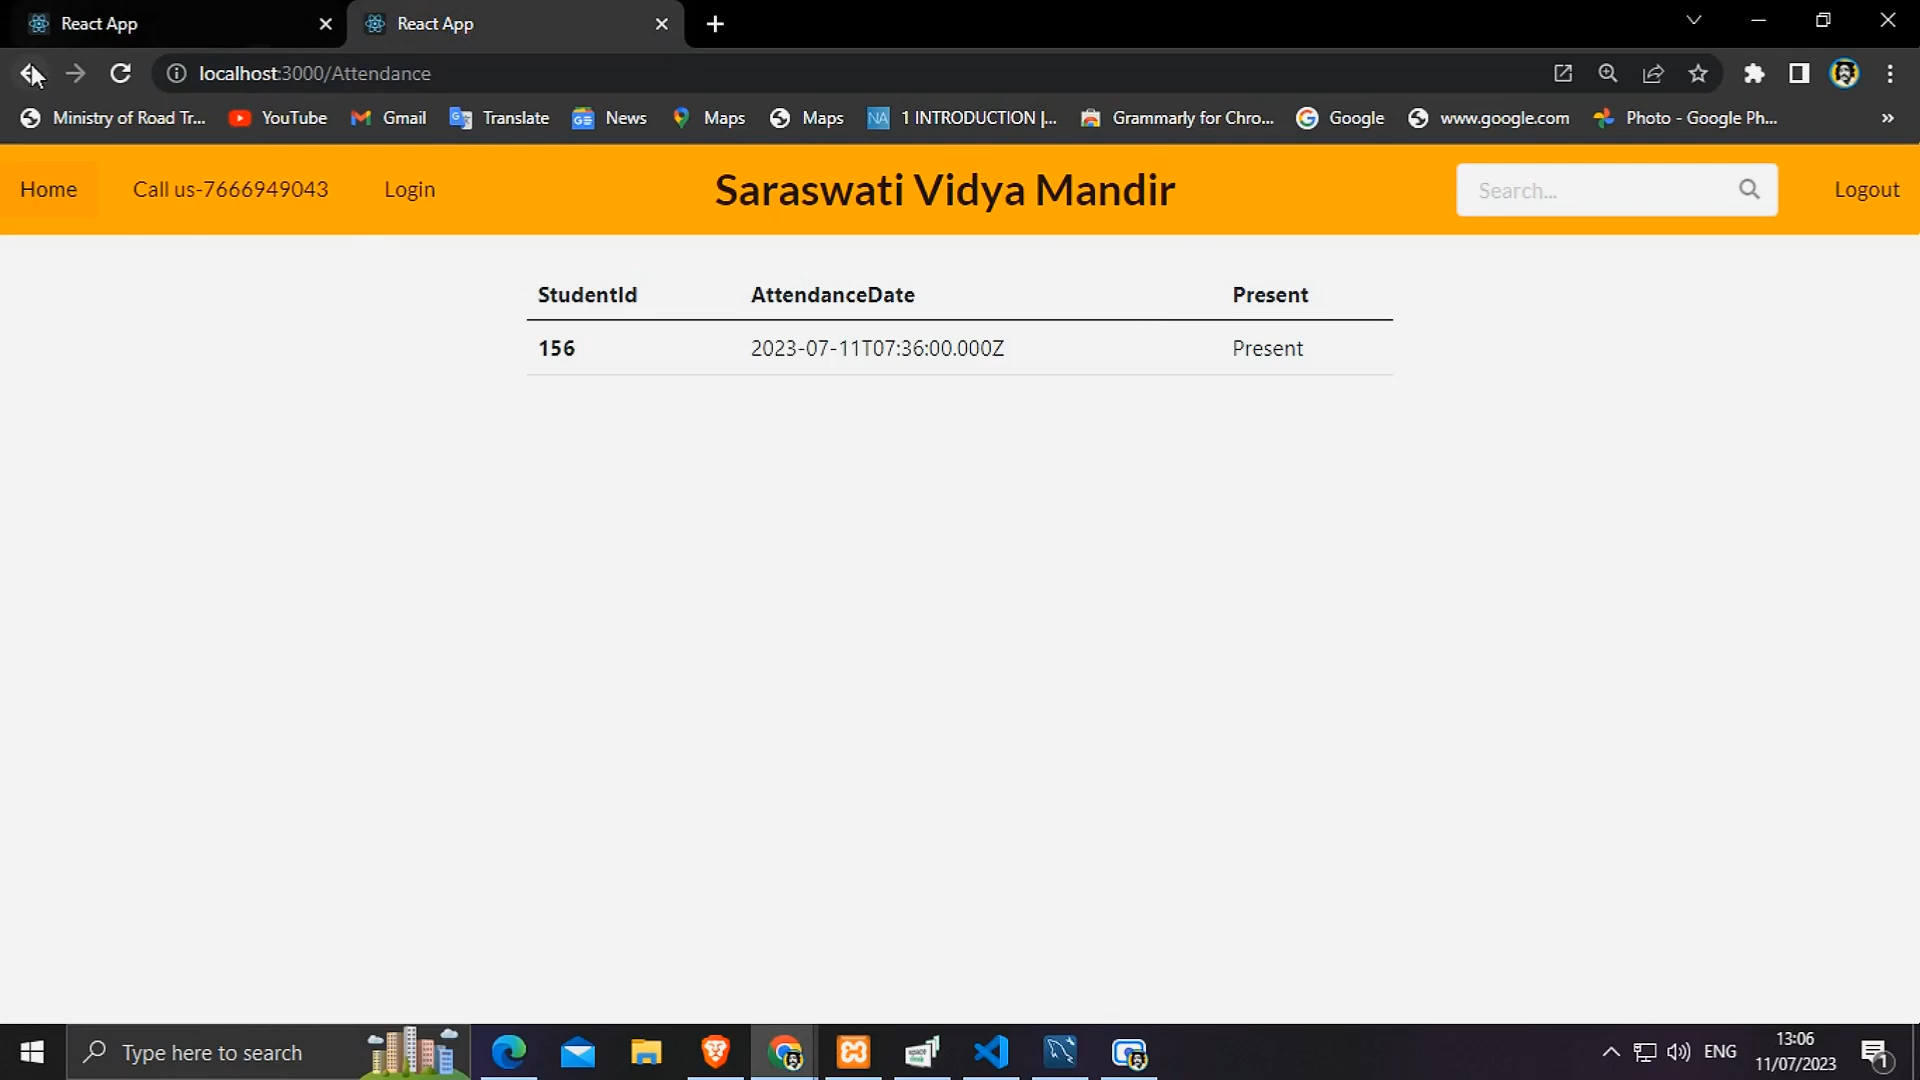 React App
React App
localhost:3000/Attendance
Ministry of Road Tr...
YouTube
Gmail
Translate
News
Maps
Maps
1 INTRODUCTION |...
Grammarly for Chro...
Google
www.google.com
Photo - Google Ph...
»
Home
Call us-7666949043
Login
Saraswati Vidya Mandir
Search...
Logout
StudentId AttendanceDate Present
156 2023-07-11T07:36:00.000Z Present
Type here to search
ENG
13:06
11/07/2023
1